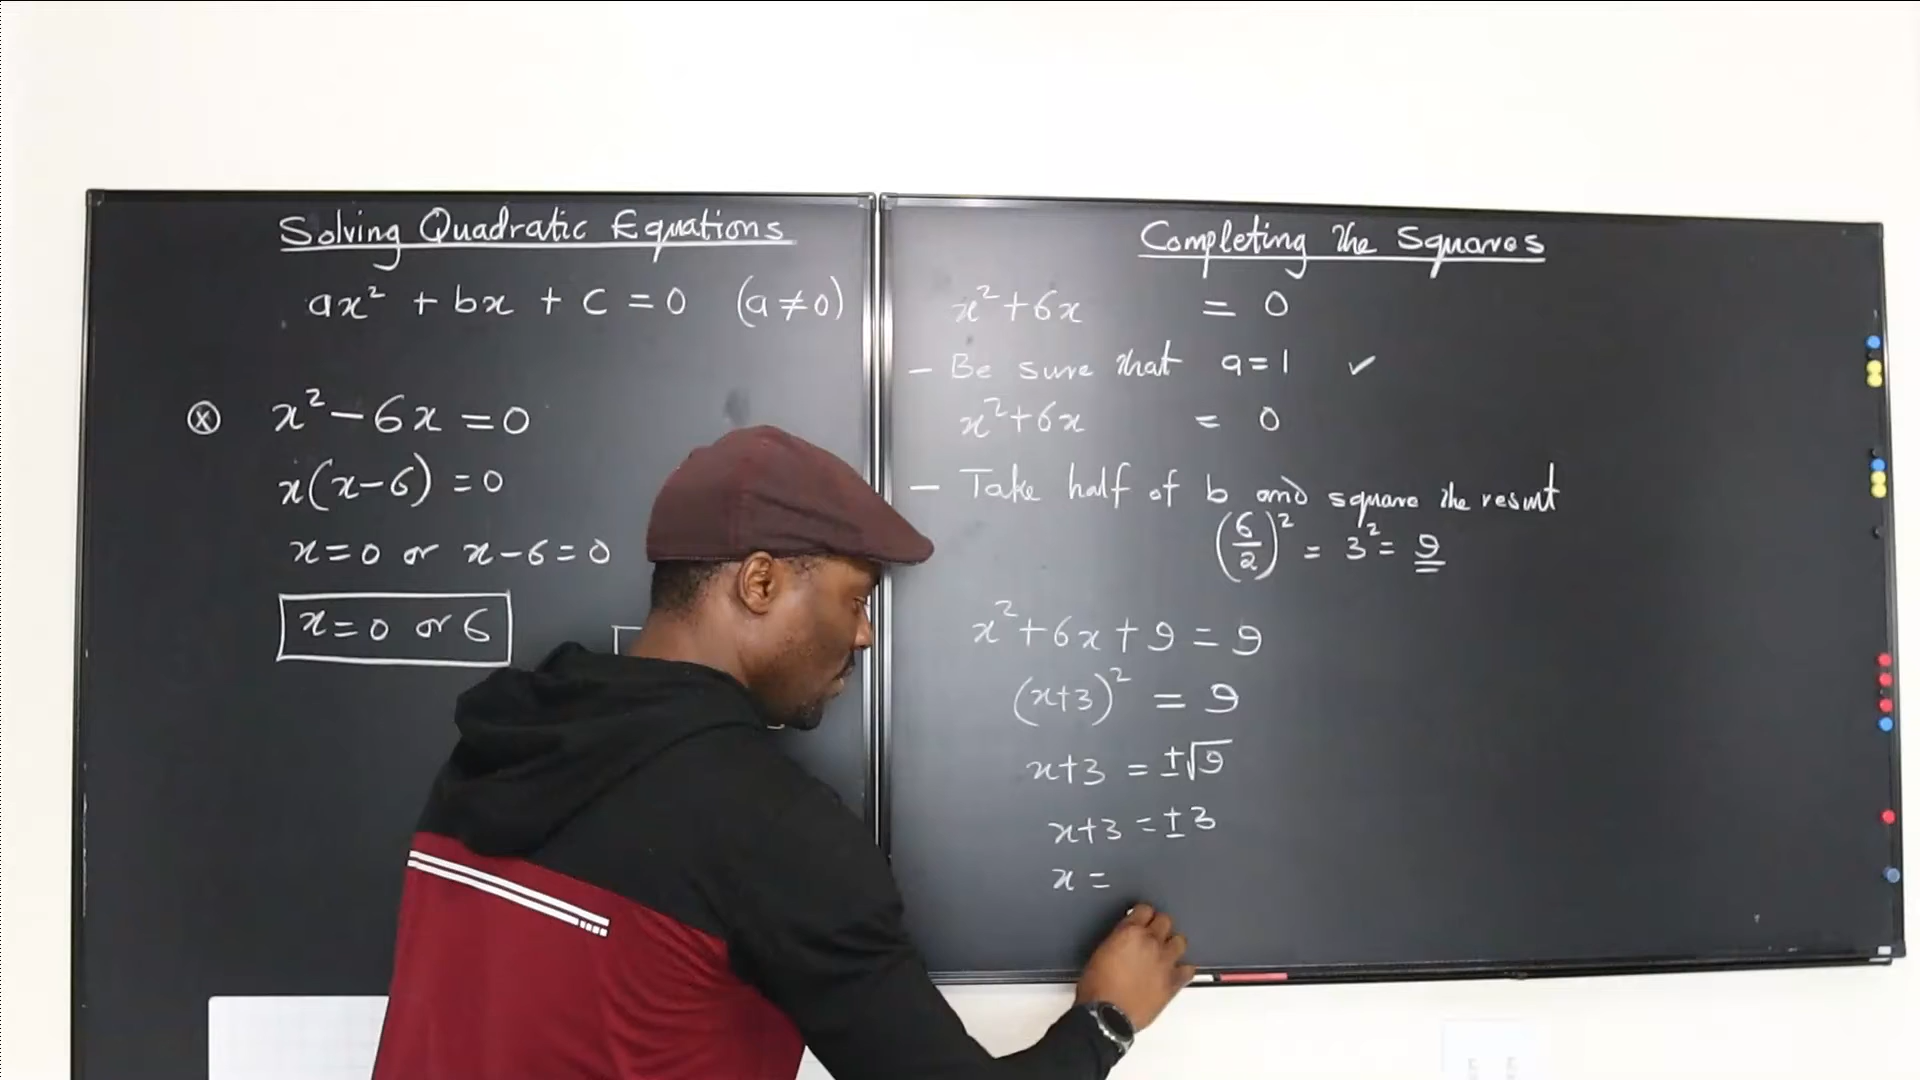 Solving Quadratic Equations
ax² + bx + c = 0 (a ≠ 0)
ⓧ x² - 6x = 0
x(x-6) = 0
x = 0 or x - 6 = 0
x = 0 or 6
Completing the Squares
x² + 6x = 0
- Be sure that a = 1 ✓
x² + 6x = 0
- Take half of b and square the result
(6/2)² = 3² = 9
x² + 6x + 9 = 9
(x+3)² = 9
x+3 = ±√9
x+3 = ±3
x =